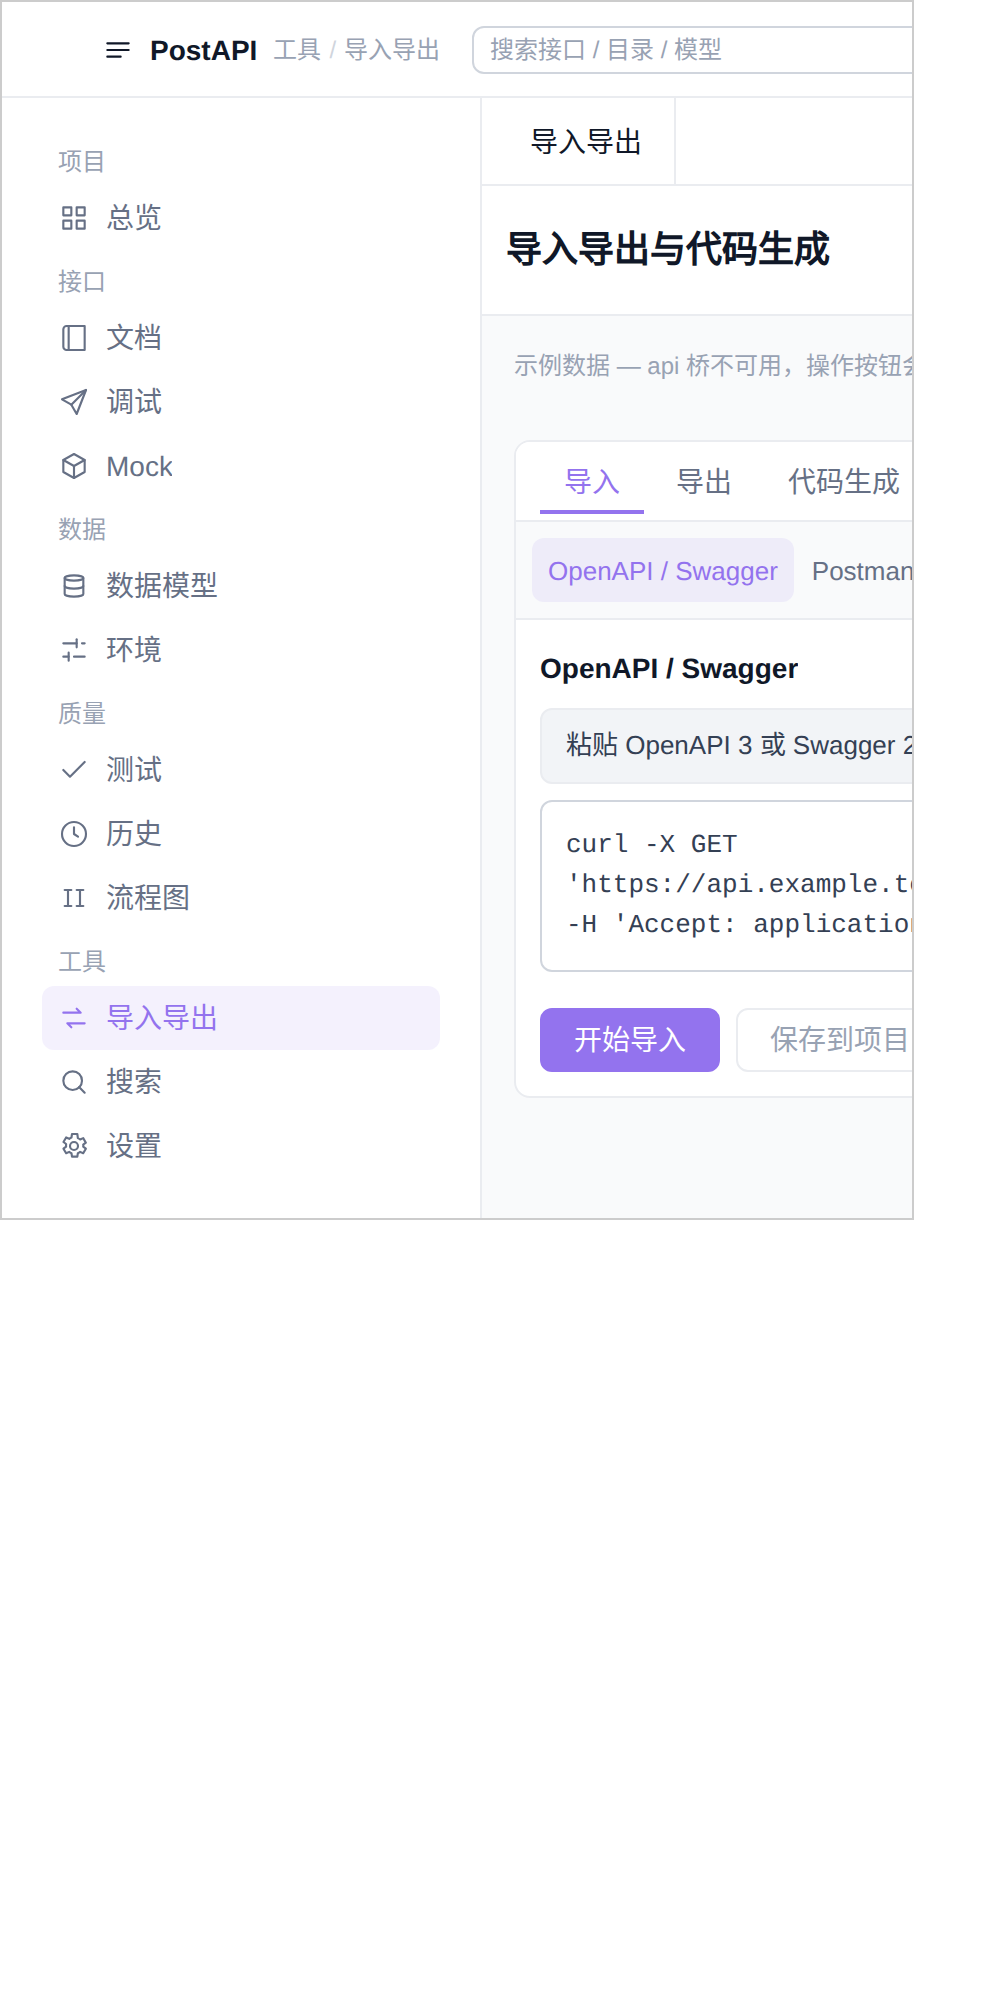 PostAPI 工具 / 导入导出 搜索接口 / 目录 / 模型
项目
总览
接口
文档
调试
Mock
数据
数据模型
环境
质量
测试
历史
流程图
工具
导入导出
搜索
设置
导入导出
导入导出与代码生成
示例数据 — api 桥不可用，操作按钮
导入 导出 代码生成
OpenAPI / Swagger Postman
OpenAPI / Swagger
粘贴 OpenAPI 3 或 Swagger 2
curl -X GET
'https://api.example.t
-H 'Accept: application
开始导入 保存到项目